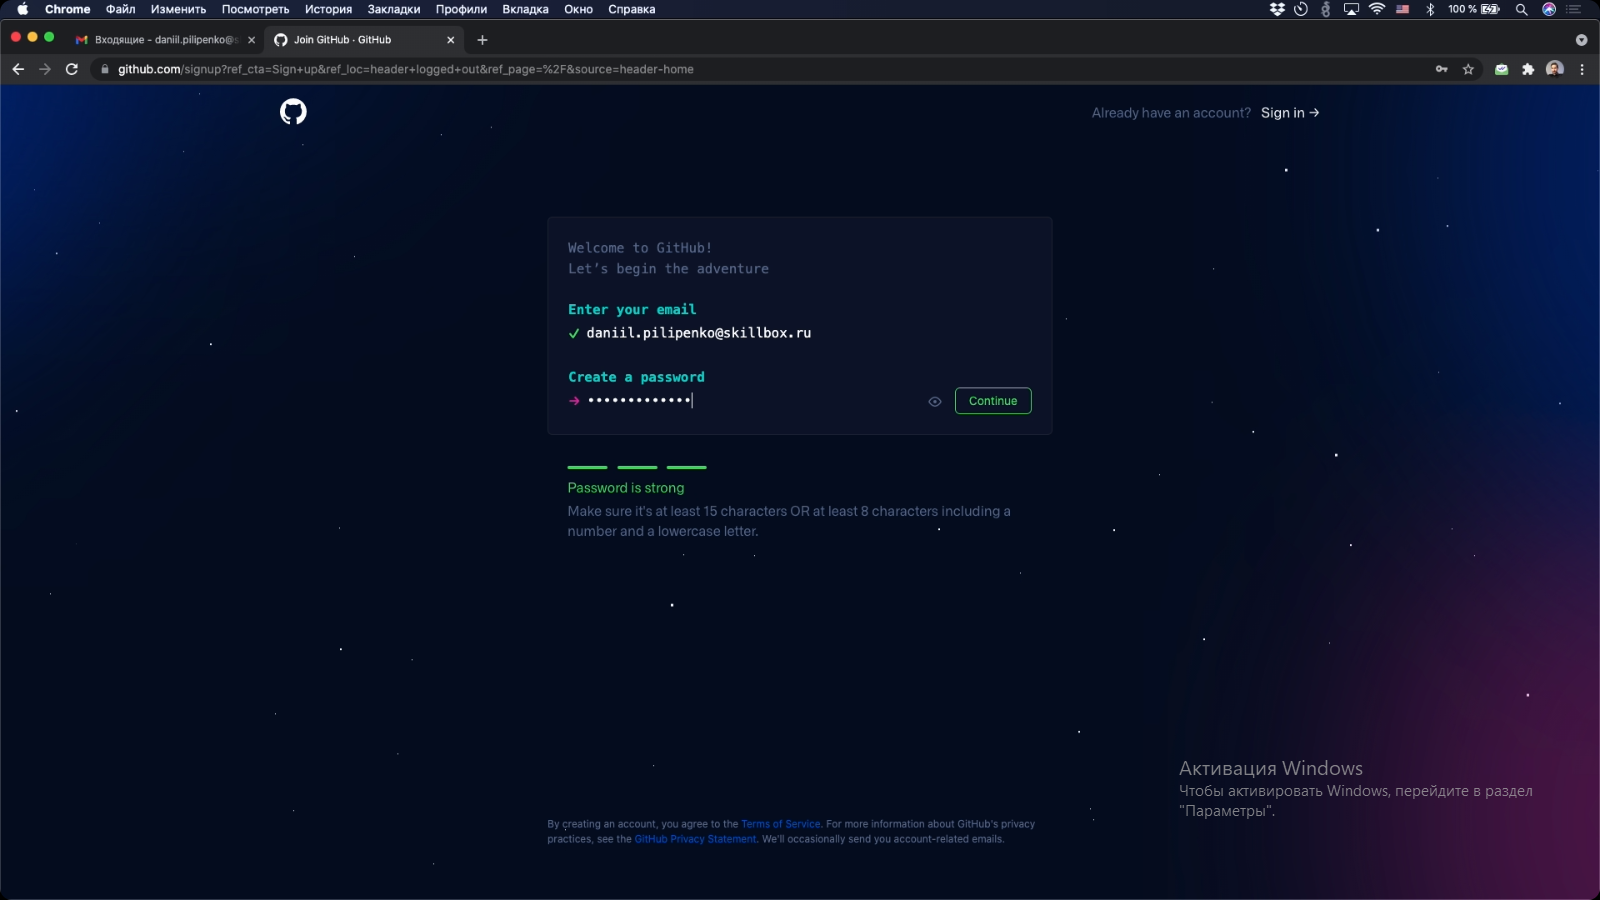 Chrome Файл Изменить Посмотреть История Закладки Профили Вкладка Окно Справка 100 %
Входящие - daniil.pilipenko@s
Join GitHub · GitHub
github.com/signup?ref_cta=Sign+up&ref_loc=header+logged+out&ref_page=%2F&source=header-home
Already have an account? Sign in →
Welcome to GitHub!
Let’s begin the adventure
Enter your email
daniil.pilipenko@skillbox.ru
Create a password
→ •••••••••••••
Continue
Password is strong
Make sure it's at least 15 characters OR at least 8 characters including a
number and a lowercase letter.
Активация Windows
Чтобы активировать Windows, перейдите в раздел
"Параметры".
By creating an account, you agree to the Terms of Service. For more information about GitHub's privacy
practices, see the GitHub Privacy Statement. We'll occasionally send you account-related emails.